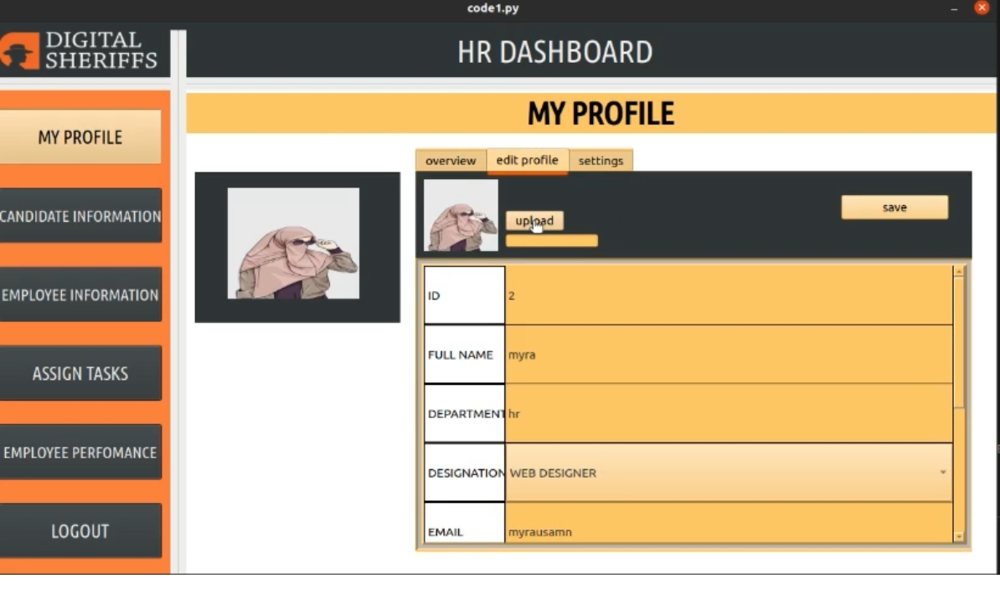 code1.py
DIGITAL
SHERIFFS
HR DASHBOARD
MY PROFILE
CANDIDATE INFORMATION
EMPLOYEE INFORMATION
ASSIGN TASKS
EMPLOYEE PERFOMANCE
LOGOUT
MY PROFILE
overview edit profile settings
upload
save
ID 2
FULL NAME myra
DEPARTMENT hr
DESIGNATION WEB DESIGNER
EMAIL myrausamn